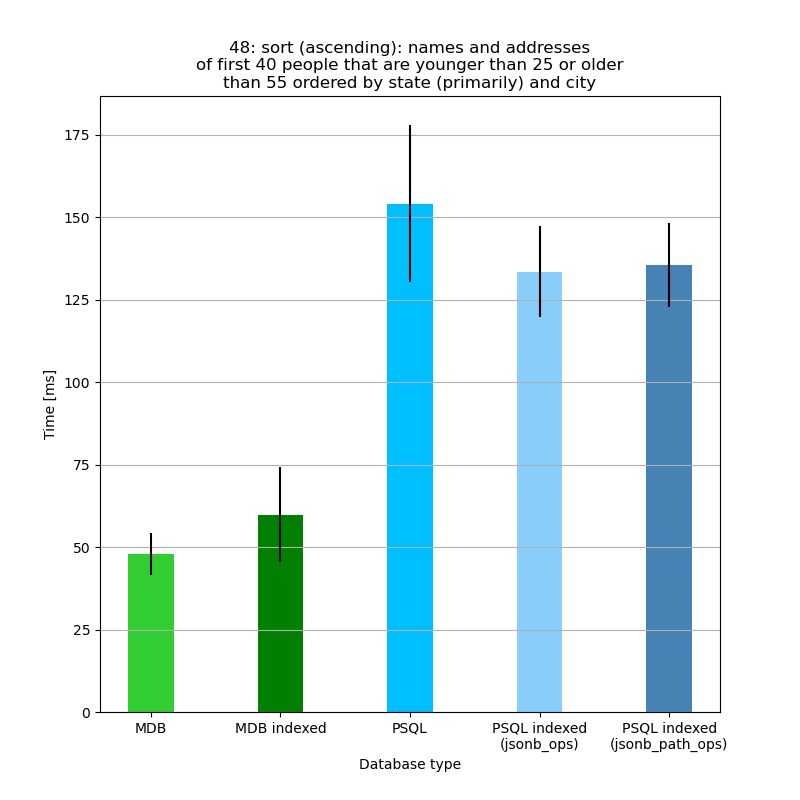 48: sort (ascending): names and addresses
of first 40 people that are younger than 25 or older
than 55 ordered by state (primarily) and city
175
150
125
100
75
50
25
0
Time [ms]
MDB
MDB indexed
PSQL
PSQL indexed
(jsonb_ops)
PSQL indexed
(jsonb_path_ops)
Database type